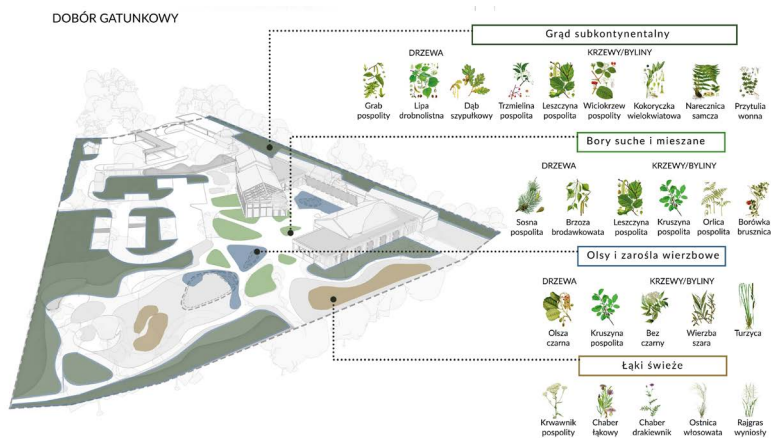 DOBÓR GATUNKOWY
Grąd subkontynentalny
DRZEWA
KRZEWY/BYLINY
Grab pospolity
Lipa drobnolistna
Dąb szypułkowy
Trzmielina pospolita
Leszczyna pospolita
Wiciokrzew pospolity
Kokoryczka wielokwiatowa
Narecznica samcza
Przytulia wonna
Bory suche i mieszane
DRZEWA
KRZEWY/BYLINY
Sosna pospolita
Brzoza brodawkowata
Leszczyna pospolita
Kruszyna pospolita
Orlica pospolita
Borówka brusznica
Olsy i zarośla wierzbowe
DRZEWA
KRZEWY/BYLINY
Olsza czarna
Kruszyna pospolita
Bez czarny
Wierzba szara
Turzyca
Łąki świeże
Krwawnik pospolity
Chaber łąkowy
Chaber drakiewnik
Ostnica włosowata
Rajgras wyniosły